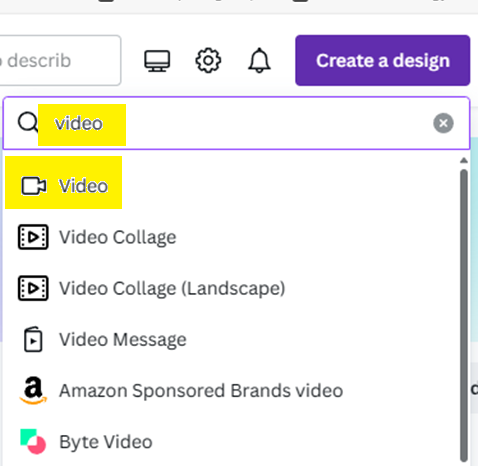 o describ
Create a design
video
Video
Video Collage
Video Collage (Landscape)
Video Message
Amazon Sponsored Brands video
Byte Video